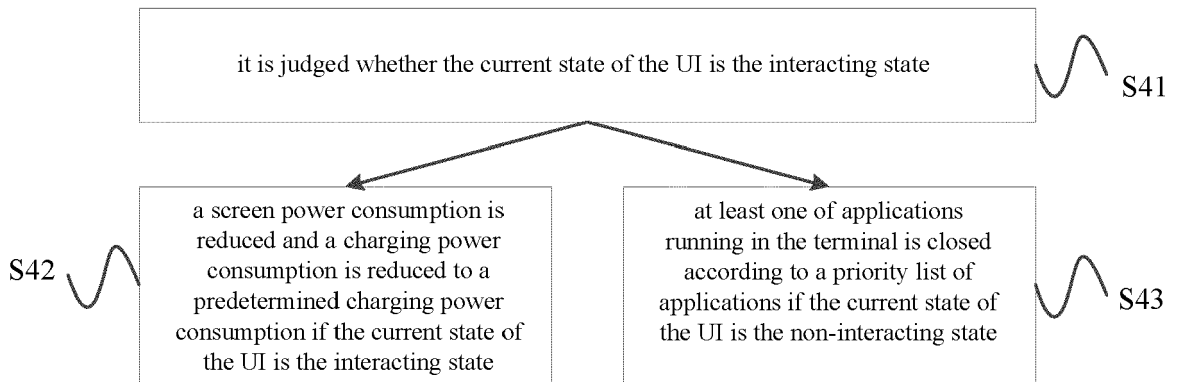 it is judged whether the current state of the UI is the interacting state
S41
a screen power consumption is
reduced and a charging power
consumption is reduced to a
predetermined charging power
consumption if the current state of
the UI is the interacting state
S42
at least one of applications
running in the terminal is closed
according to a priority list of
applications if the current state of
the UI is the non-interacting state
S43